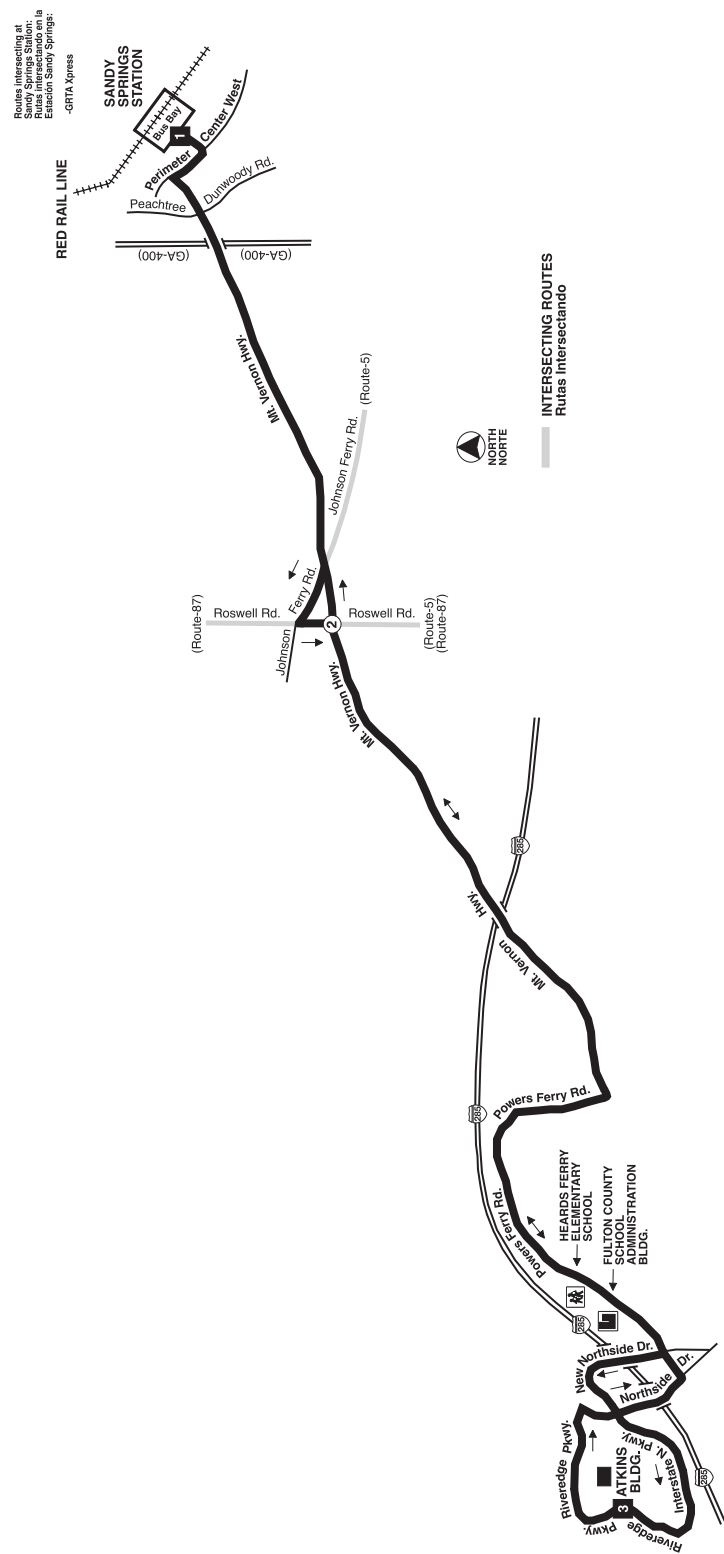 Routes intersecting at
Sandy Springs Station:
Rutas intersectando en la
Estación Sandy Springs:
-GRTA Xpress
SANDY
SPRINGS
STATION
RED RAIL LINE
Bus Bay
1
Perimeter
Center West
Peachtree
Dunwoody Rd.
(GA-400)
(GA-400)
Mt. Vernon Hwy.
Johnson Ferry Rd.
(Route-5)
INTERSECTING ROUTES
Rutas Intersectando
NORTH
NORTE
(Route-87)
Roswell Rd.
Johnson
Ferry Rd.
2
Roswell Rd.
(Route-5)
(Route-87)
Mt. Vernon Hwy.
285
Mt. Vernon
Hwy.
285
Powers Ferry Rd.
Powers Ferry Rd.
HEARDS FERRY
ELEMENTARY
SCHOOL
FULTON COUNTY
SCHOOL
ADMINISTRATION
BLDG.
285
New Northside Dr.
Northside
Dr.
Riveredge
Pkwy.
Interstate N. Pkwy.
ATKINS
BLDG.
3
Riveredge
Pkwy.
285